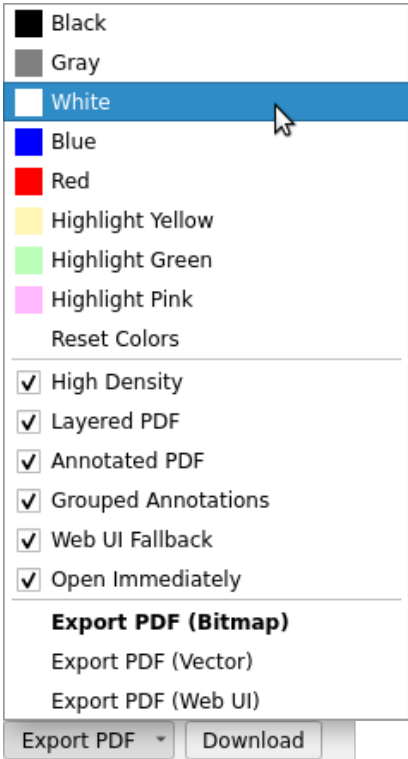 Black
Gray
White
Blue
Red
Highlight Yellow
Highlight Green
Highlight Pink
Reset Colors
High Density
Layered PDF
Annotated PDF
Grouped Annotations
Web UI Fallback
Open Immediately
Export PDF (Bitmap)
Export PDF (Vector)
Export PDF (Web UI)
Export PDF Download